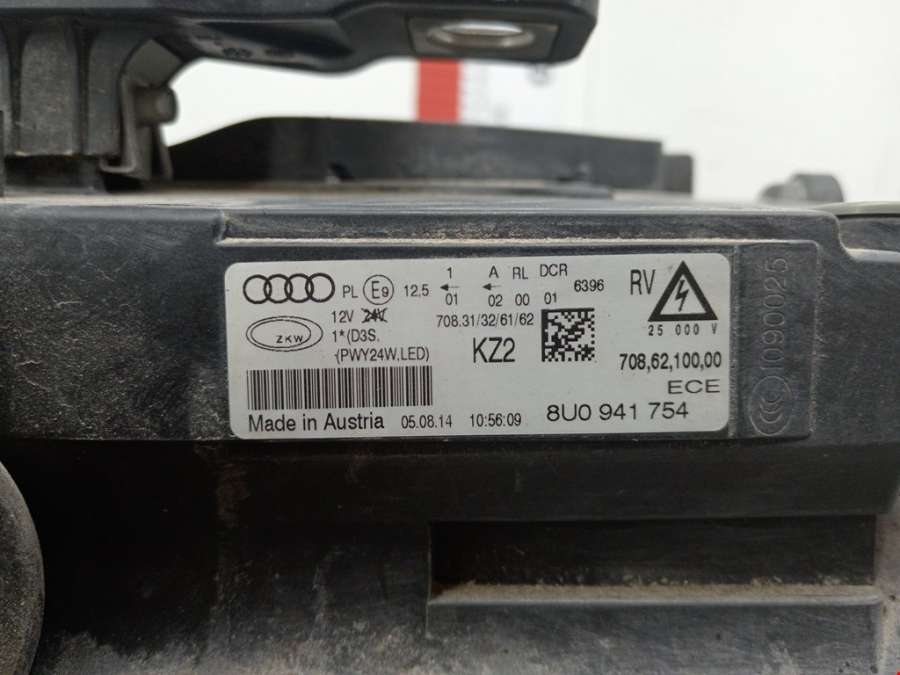 PL E9 12,5 1 A RL DCR 6396 RV
01 02 00 01
12V 24V 708.31/32/61/62
ZKW 1*(D3S, 25 000 V
(PWY24W,LED) KZ2 708,62,100,00
ECE
Made in Austria 05.08.14 10:56:09 8U0 941 754
I090025